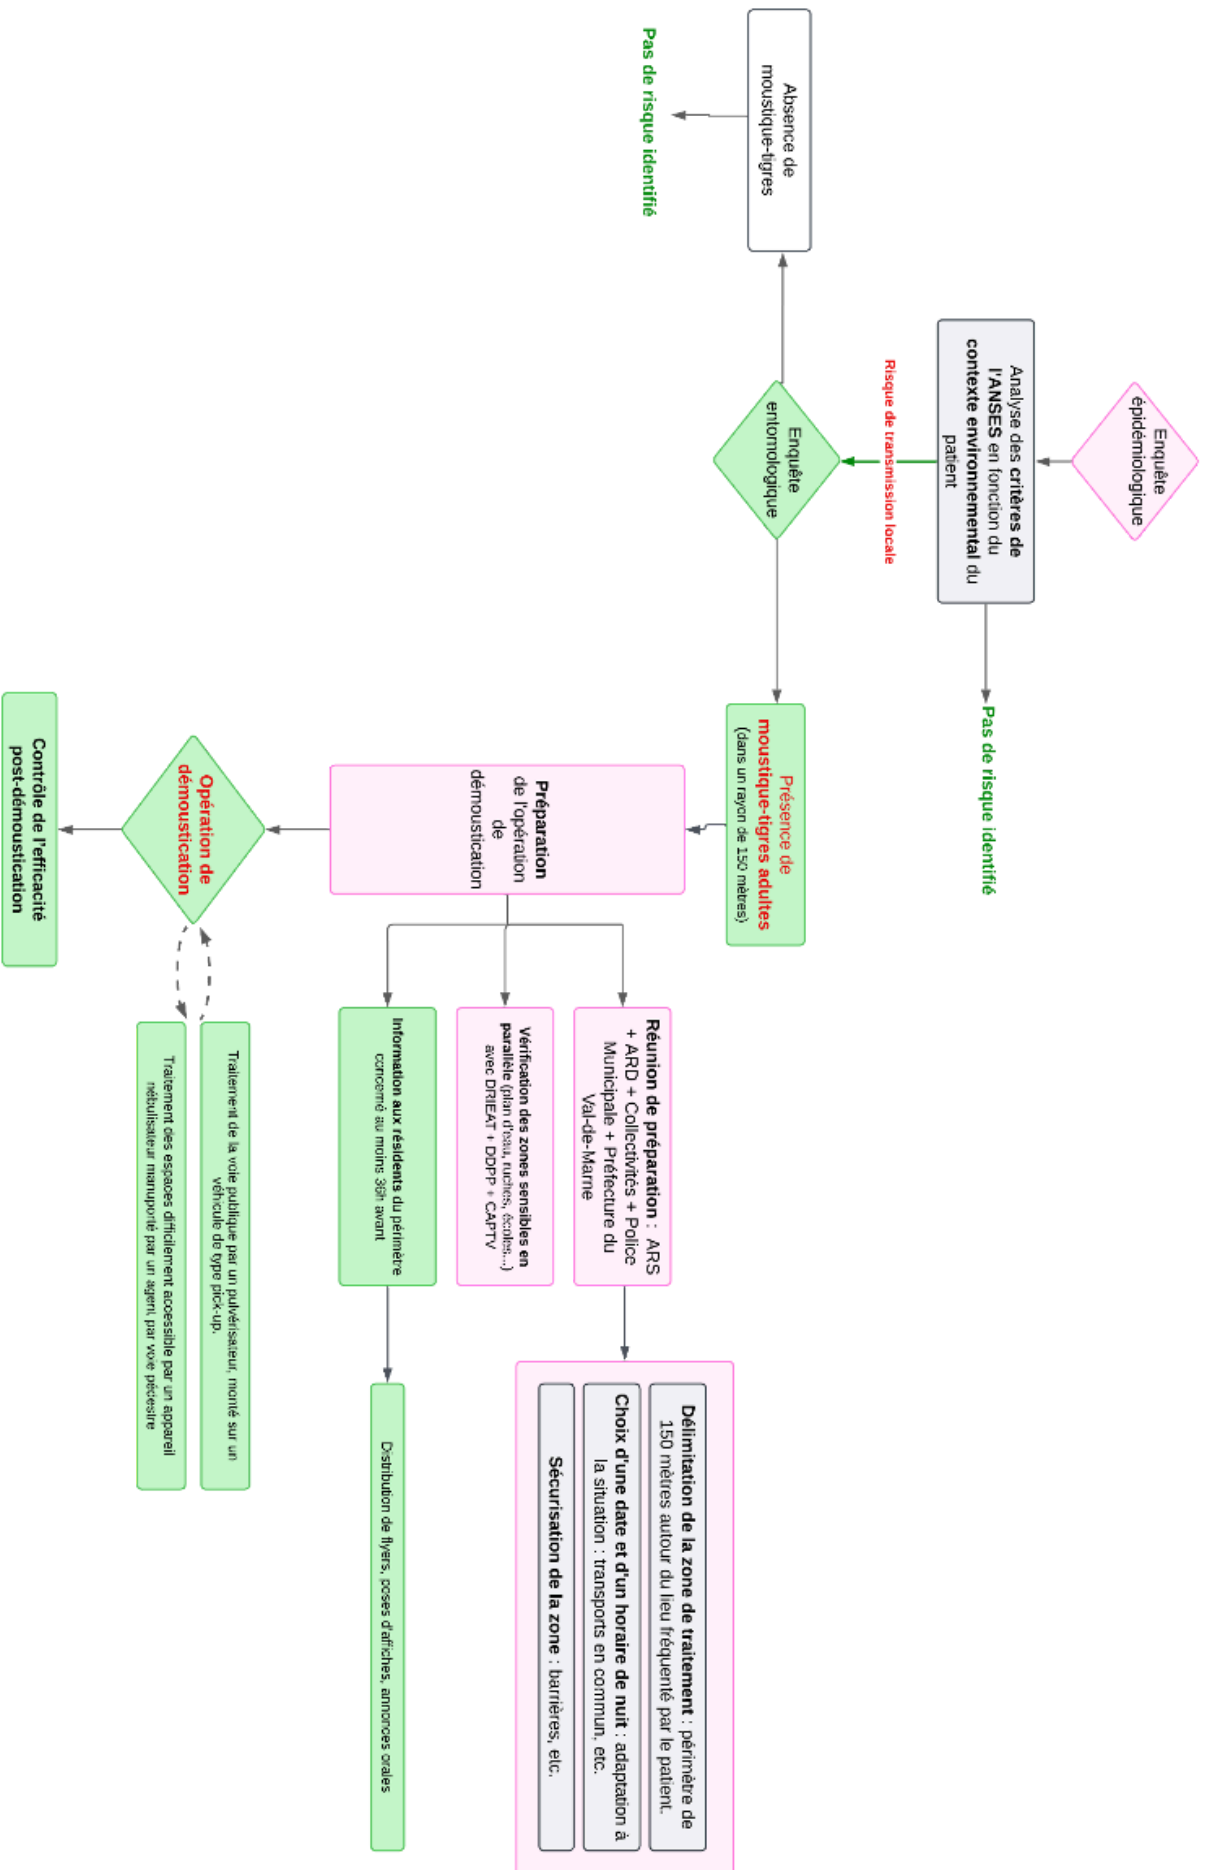 Enquête
épidémiologique
Analyse des critères de
l'ANSES en fonction du
contexte environnemental du
patient
Pas de risque identifié
Risque de transmission locale
Enquête
entomologique
Absence de
moustique-tigres
Pas de risque identifié
Présence de
moustique-tigres adultes
(dans un rayon de 150 mètres)
Préparation
de l'opération
de
démoustication
Réunion de préparation : ARS
+ ARD + Collectivités + Police
Municipale + Préfecture du
Val-de-Marne
Délimitation de la zone de traitement : périmètre de
150 mètres autour du lieu fréquenté par le patient.
Choix d'une date et d'un horaire de nuit : adaptation à
la situation : transports en commun, etc.
Sécurisation de la zone : barrières, etc.
Vérification des zones sensibles en
parallèle (plan d'eau, ruches, écoles...)
avec DRIEAT + DDPP + CAPTV
Information aux résidents du périmètre
concerné au moins 36h avant
Distribution de flyers, poses d'affiches, annonces orales
Opération de
démoustication
Traitement de la voie publique par un pulvérisateur, monté sur un
véhicule de type pick-up.
Traitement des espaces difficilement accessible par un appareil
nébulisateur manuporté par un agent par voie pédestre
Contrôle de l'efficacité
post-démoustication